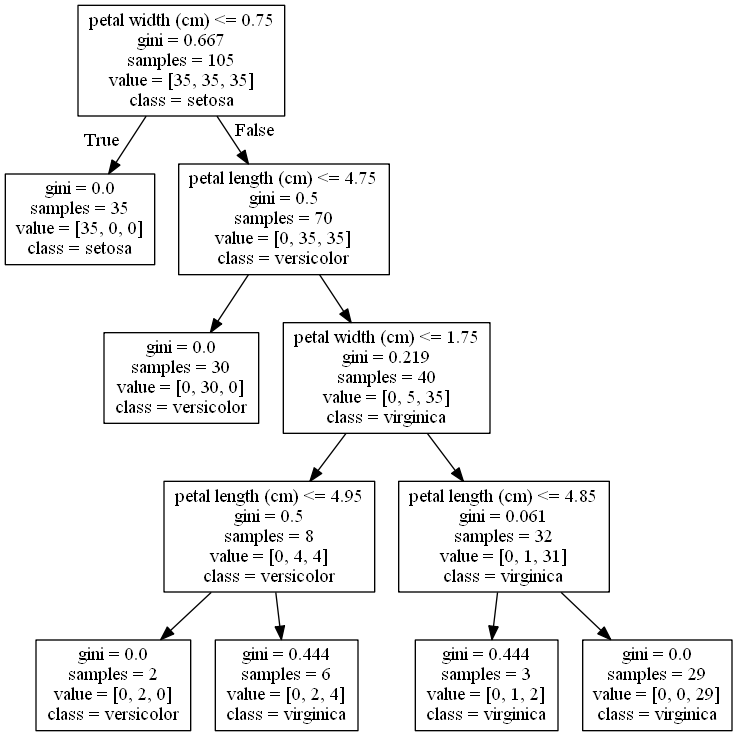 petal width (cm) <= 0.75
gini = 0.667
samples = 105
value = [35, 35, 35]
class = setosa
True
False
gini = 0.0
samples = 35
value = [35, 0, 0]
class = setosa
petal length (cm) <= 4.75
gini = 0.5
samples = 70
value = [0, 35, 35]
class = versicolor
gini = 0.0
samples = 30
value = [0, 30, 0]
class = versicolor
petal width (cm) <= 1.75
gini = 0.219
samples = 40
value = [0, 5, 35]
class = virginica
petal length (cm) <= 4.95
gini = 0.5
samples = 8
value = [0, 4, 4]
class = versicolor
petal length (cm) <= 4.85
gini = 0.061
samples = 32
value = [0, 1, 31]
class = virginica
gini = 0.0
samples = 2
value = [0, 2, 0]
class = versicolor
gini = 0.444
samples = 6
value = [0, 2, 4]
class = virginica
gini = 0.444
samples = 3
value = [0, 1, 2]
class = virginica
gini = 0.0
samples = 29
value = [0, 0, 29]
class = virginica